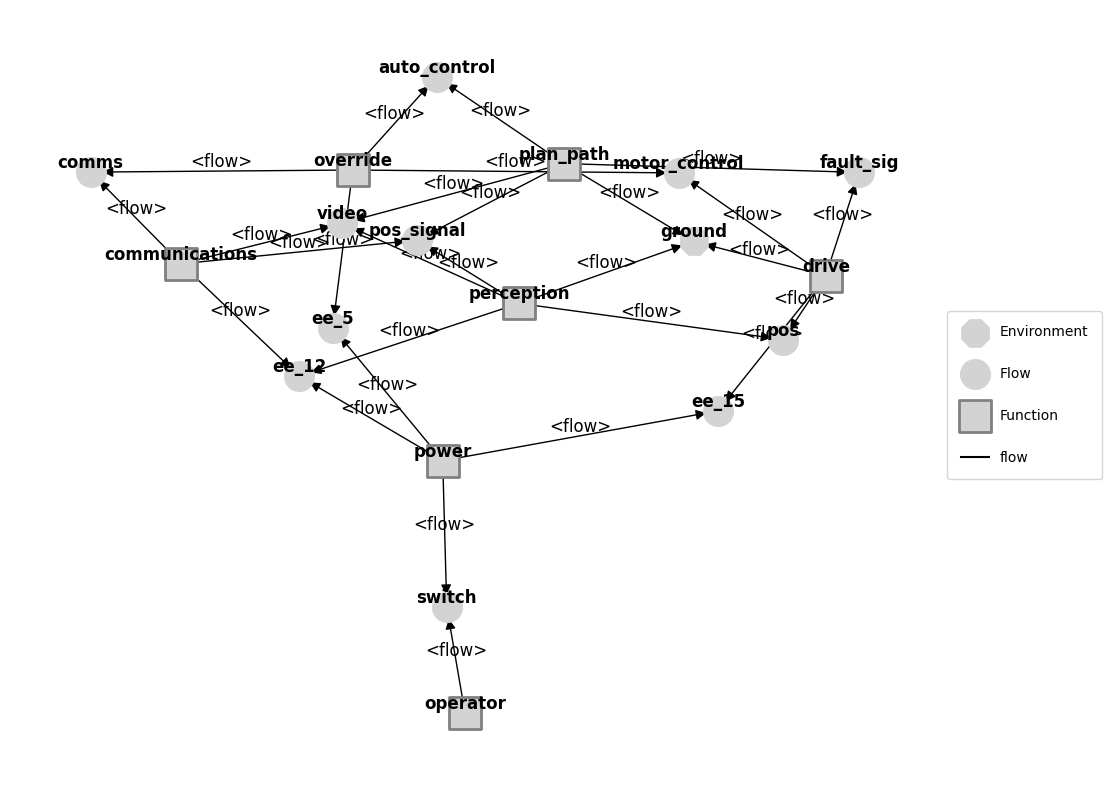 auto_control
<flow>
<flow>
comms
<flow>
override
<flow>
plan_path
motor_control
<flow>
fault_sig
<flow>
<flow>
<flow>
<flow>
video
<flow>
<flow>
pos_signal
ground
<flow>
<flow>
<flow>
<flow>
<flow>
communications
<flow>
<flow>
<flow>
drive
perception
<flow>
<flow>
<flow>
ee_5
<flow>
<flow>
pos
Environment
ee_12
Flow
<flow>
<flow>
ee_15
Function
<flow>
power
flow
<flow>
switch
<flow>
operator